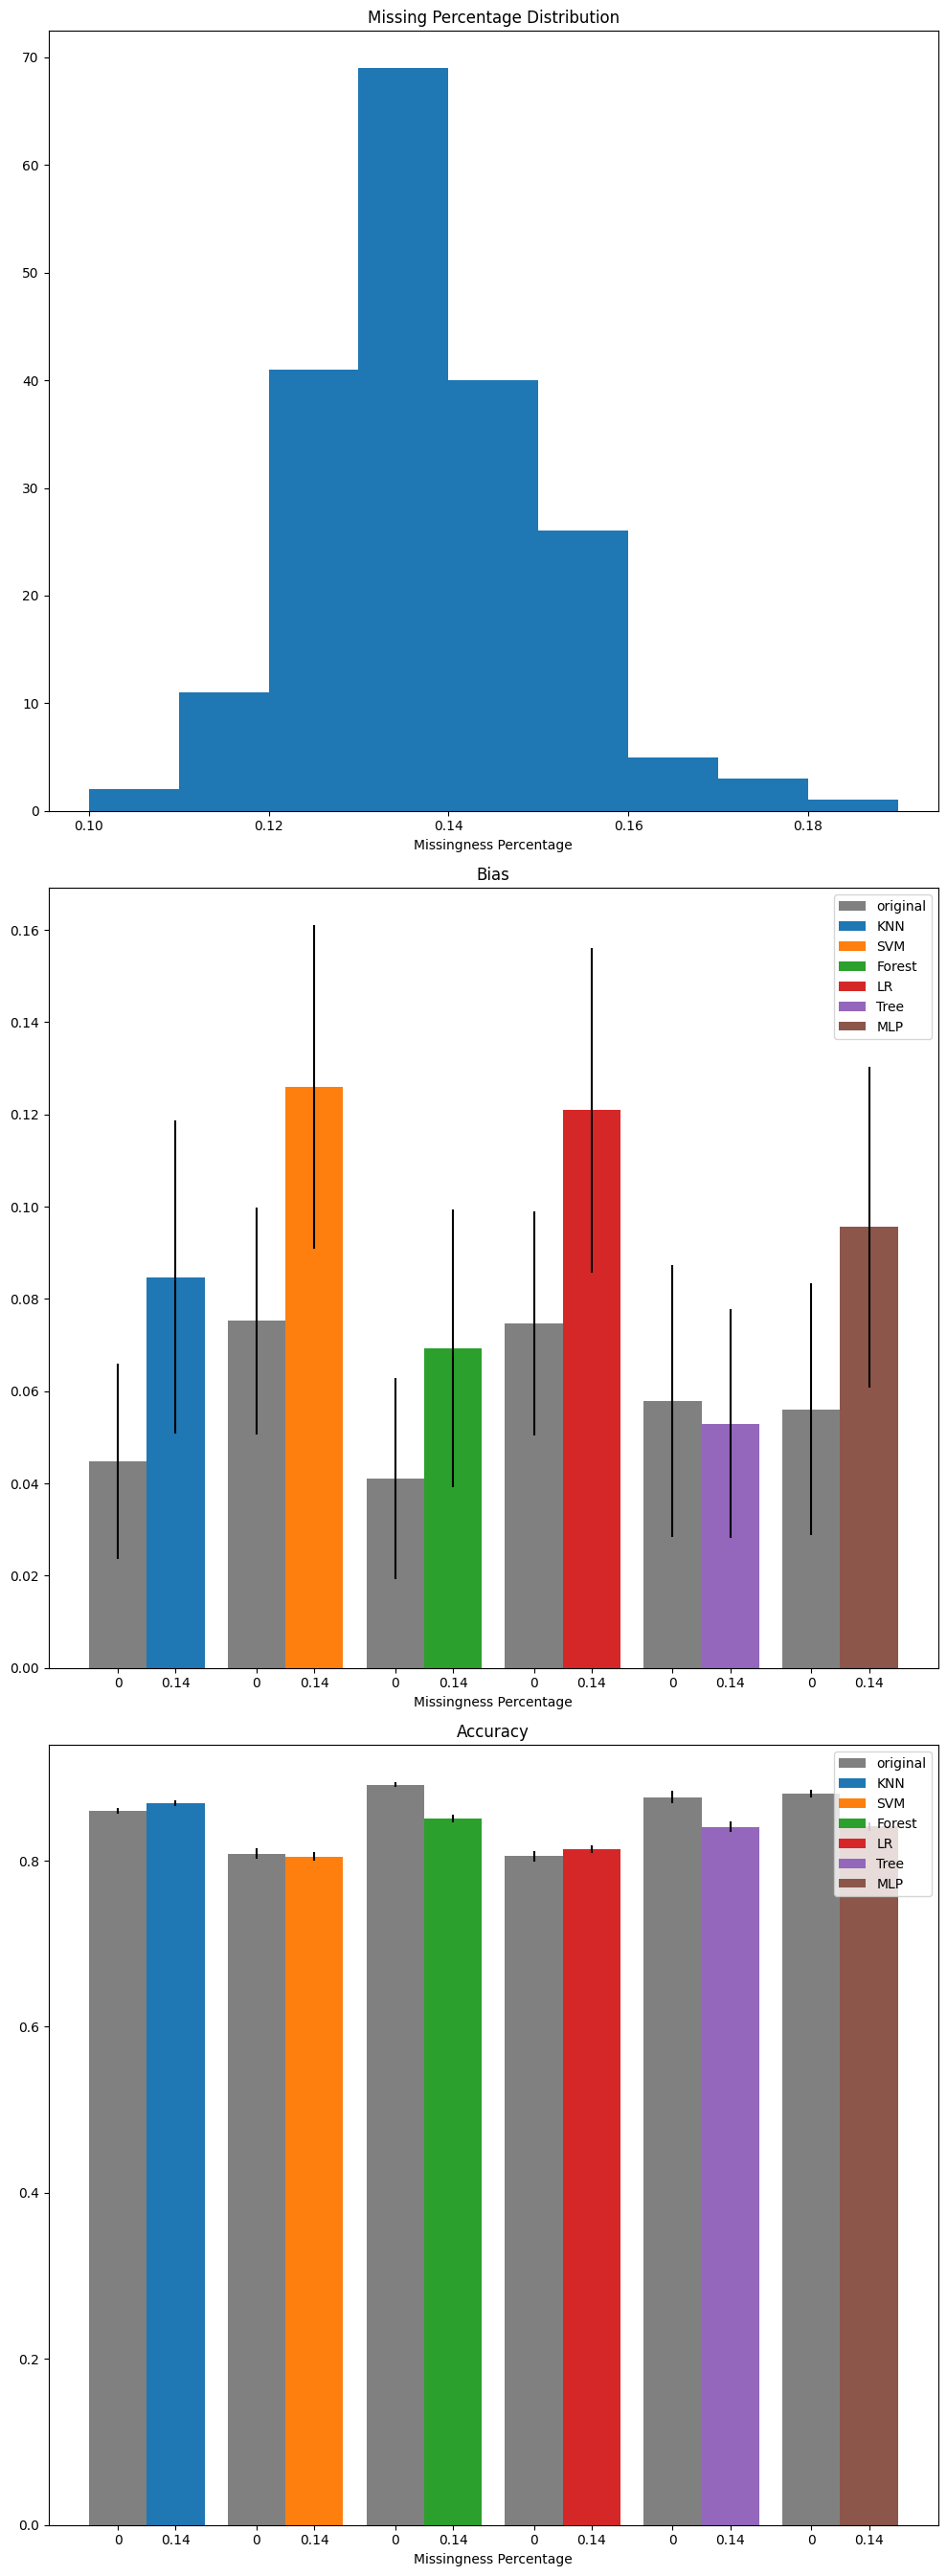 Missing Percentage Distribution
70
60
50
40
30
20
10
0
0.10 0.12 0.14 0.16 0.18
Missingness Percentage
Bias
original
KNN
SVM
Forest
LR
Tree
MLP
0.16
0.14
0.12
0.10
0.08
0.06
0.04
0.02
0.00
0 0.14 0 0.14 0 0.14 0 0.14 0 0.14 0 0.14
Missingness Percentage
Accuracy
original
KNN
SVM
Forest
LR
Tree
MLP
0.8
0.6
0.4
0.2
0.0
0 0.14 0 0.14 0 0.14 0 0.14 0 0.14 0 0.14
Missingness Percentage